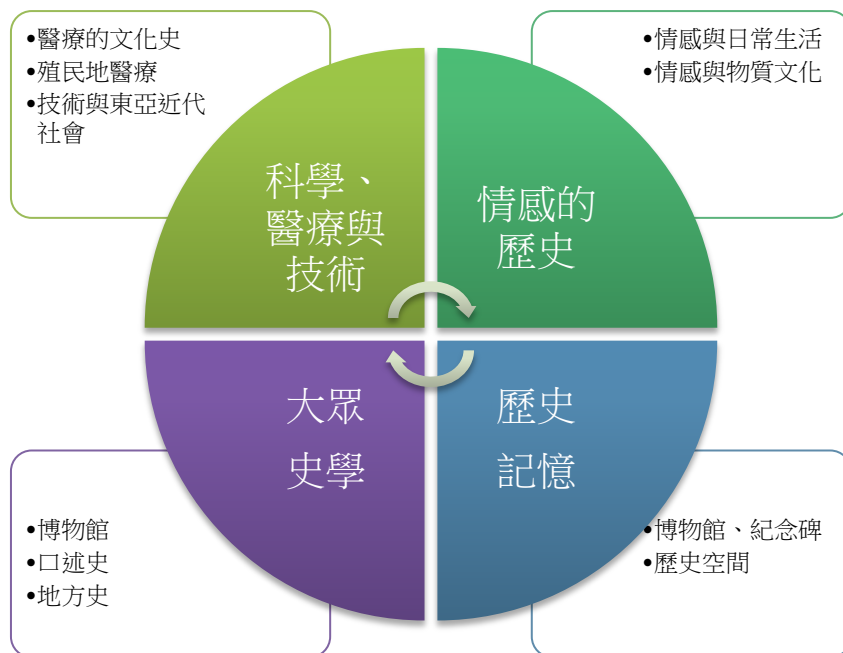 •醫療的文化史
•殖民地醫療
•技術與東亞近代
社會
科學、
醫療與
技術
•情感與日常生活
•情感與物質文化
情感的
歷史
大眾
史學
•博物館
•口述史
•地方史
歷史
記憶
•博物館、紀念碑
•歷史空間